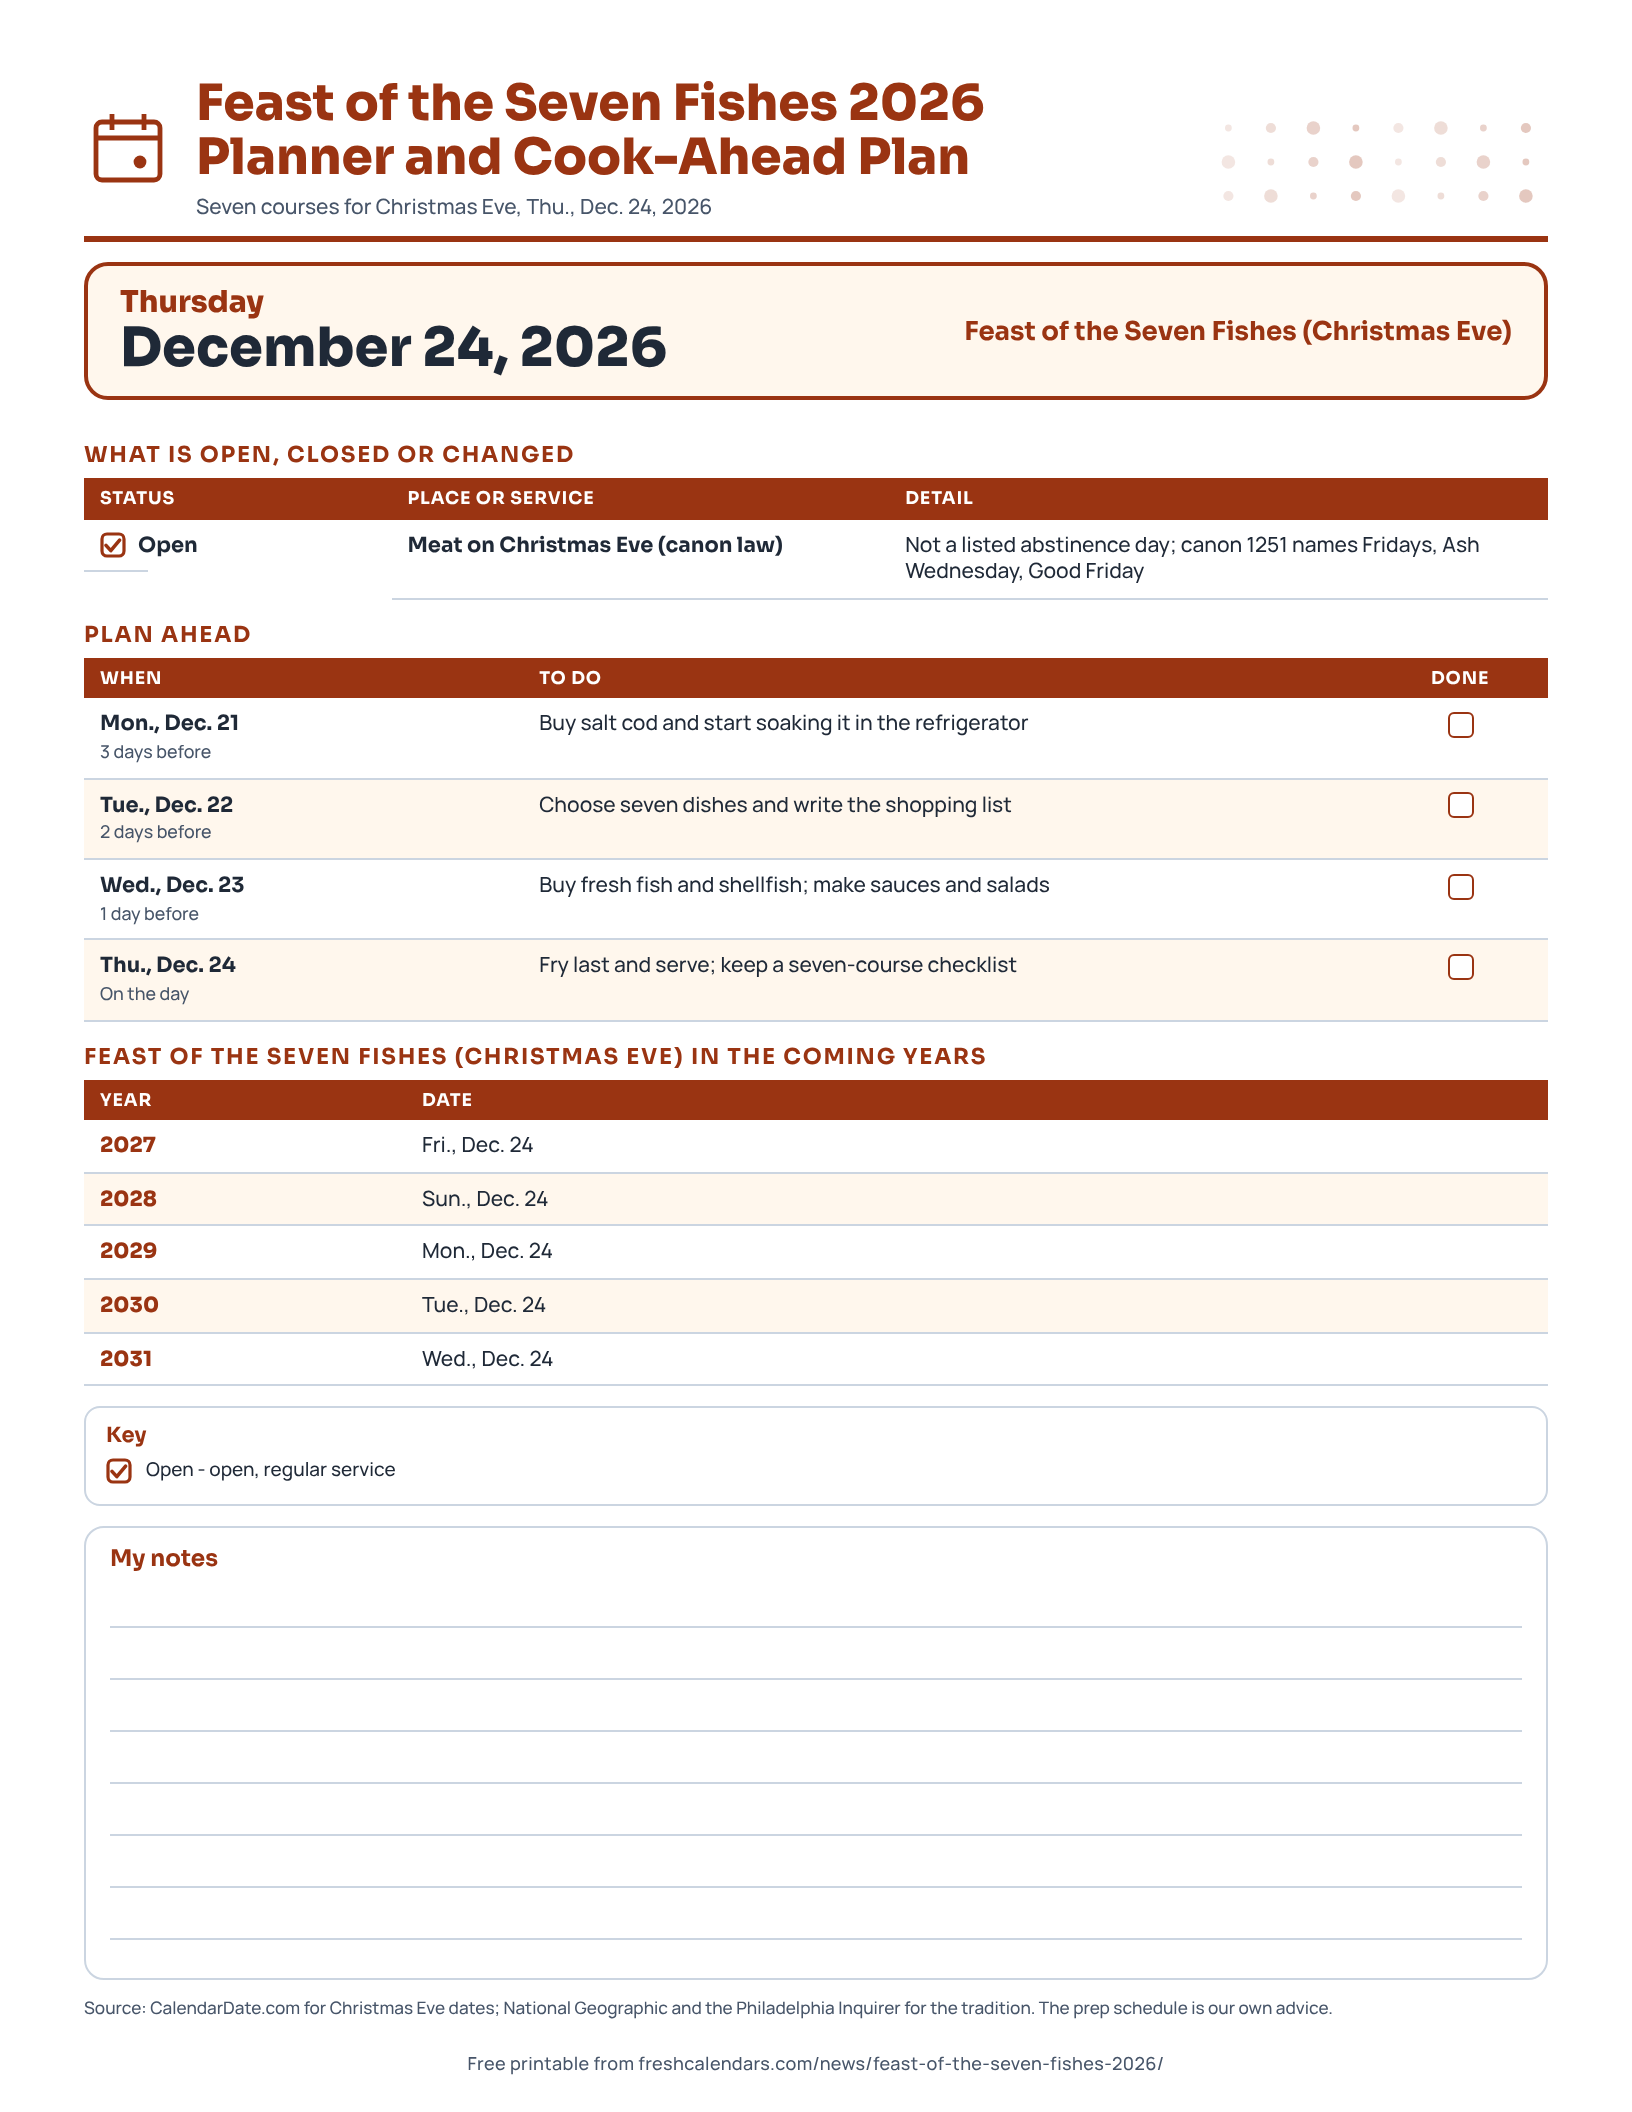 Feast of the Seven Fishes 2026
Planner and Cook-Ahead Plan
Seven courses for Christmas Eve, Thu., Dec. 24, 2026
Thursday
December 24, 2026
Feast of the Seven Fishes (Christmas Eve)
WHAT IS OPEN, CLOSED OR CHANGED
STATUS PLACE OR SERVICE DETAIL
Open Meat on Christmas Eve (canon law) Not a listed abstinence day; canon 1251 names Fridays, Ash
Wednesday, Good Friday
PLAN AHEAD
WHEN TO DO DONE
Mon., Dec. 21 Buy salt cod and start soaking it in the refrigerator
3 days before
Tue., Dec. 22 Choose seven dishes and write the shopping list
2 days before
Wed., Dec. 23 Buy fresh fish and shellfish; make sauces and salads
1 day before
Thu., Dec. 24 Fry last and serve; keep a seven-course checklist
On the day
FEAST OF THE SEVEN FISHES (CHRISTMAS EVE) IN THE COMING YEARS
YEAR DATE
2027 Fri., Dec. 24
2028 Sun., Dec. 24
2029 Mon., Dec. 24
2030 Tue., Dec. 24
2031 Wed., Dec. 24
Key
Open - open, regular service
My notes
Source: CalendarDate.com for Christmas Eve dates; National Geographic and the Philadelphia Inquirer for the tradition. The prep schedule is our own advice.
Free printable from freshcalendars.com/news/feast-of-the-seven-fishes-2026/